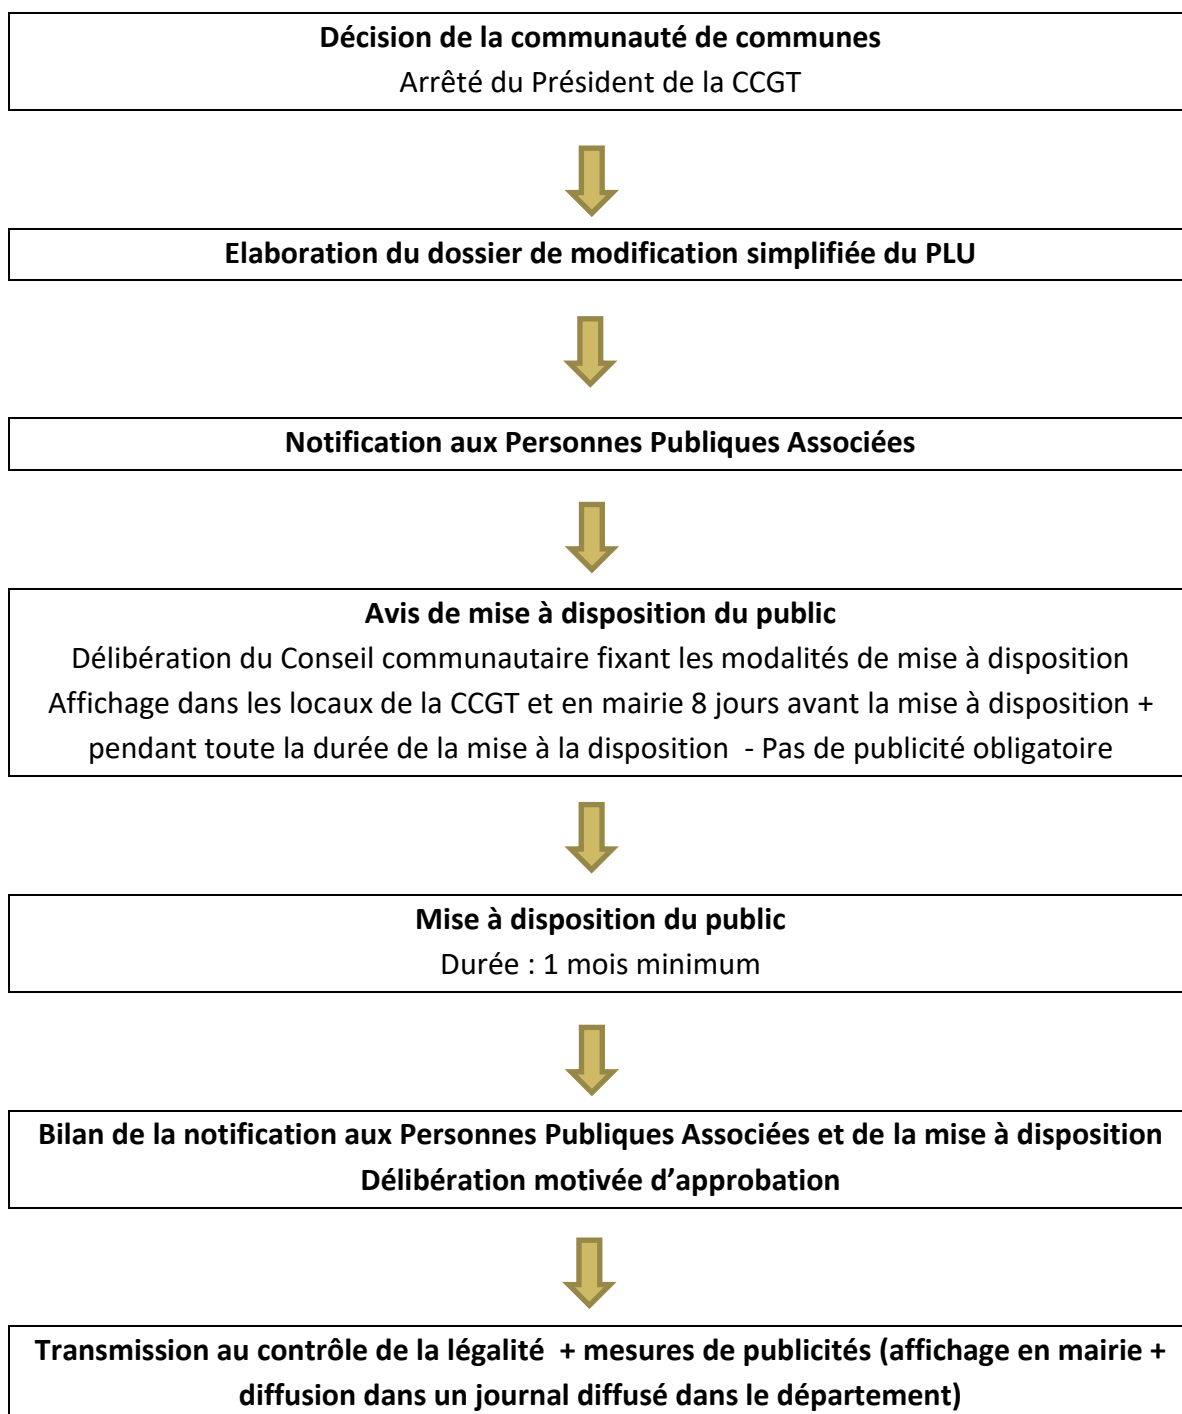 Décision de la communauté de communes
Arrêté du Président de la CCGT
Elaboration du dossier de modification simplifiée du PLU
Notification aux Personnes Publiques Associées
Avis de mise à disposition du public
Délibération du Conseil communautaire fixant les modalités de mise à disposition
Affichage dans les locaux de la CCGT et en mairie 8 jours avant la mise à disposition +
pendant toute la durée de la mise à la disposition  - Pas de publicité obligatoire
Mise à disposition du public
Durée : 1 mois minimum
Bilan de la notification aux Personnes Publiques Associées et de la mise à disposition
Délibération motivée d’approbation
Transmission au contrôle de la légalité  + mesures de publicités (affichage en mairie +
diffusion dans un journal diffusé dans le département)